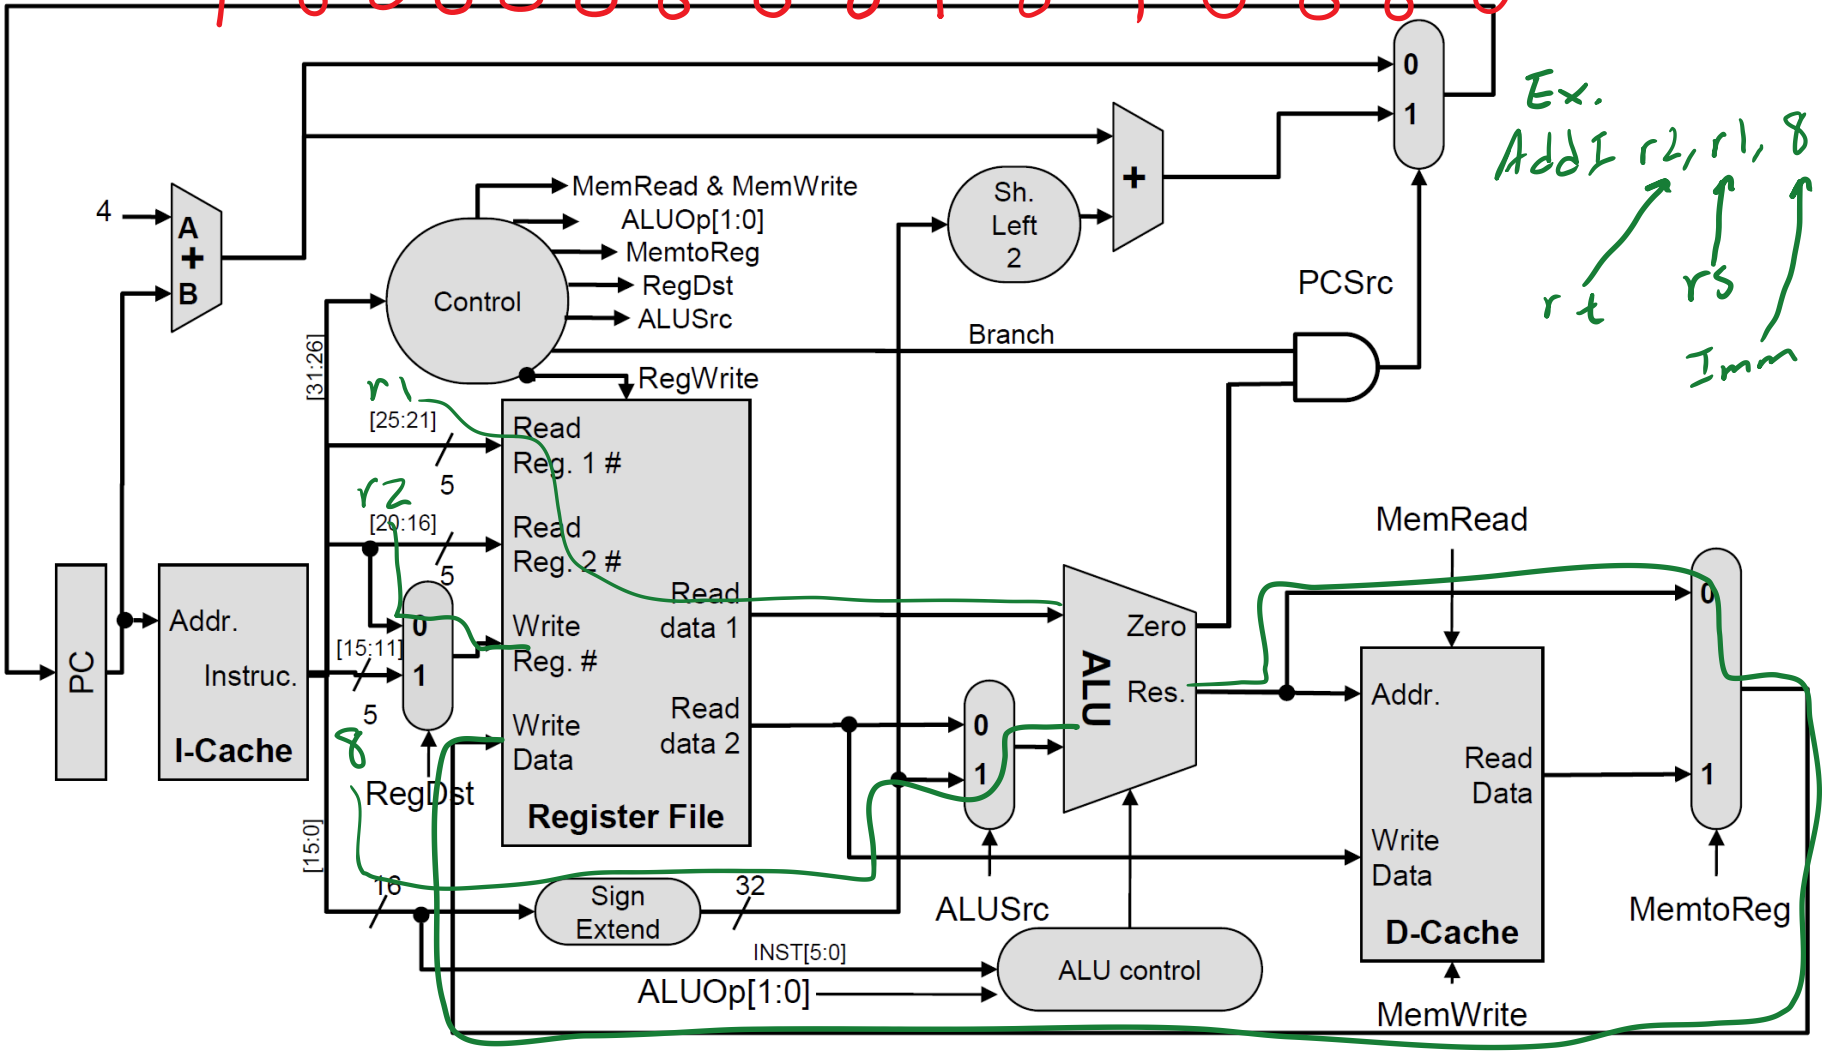 0
1
Ex.
AddI r2, r1, 8
rt
rs
Imm
4
A
+
B
MemRead & MemWrite
ALUOp[1:0]
MemtoReg
RegDst
ALUSrc
Control
Sh.
Left
2
+
PCSrc
Branch
RegWrite
[31:26]
r1
[25:21]
5
r2
[20:16]
5
Read
Reg. 1 #
Read
Reg. 2 #
Write
Reg. #
Write
Data
Read
data 1
Read
data 2
Register File
PC
Addr.
Instruc.
I-Cache
0
1
[15:11]
5
8
RegDst
[15:0]
16
Sign
Extend
32
INST[5:0]
ALUOp[1:0]
ALU control
0
1
ALUSrc
ALU
Zero
Res.
MemRead
Addr.
Read
Data
Write
Data
D-Cache
MemWrite
0
1
MemtoReg